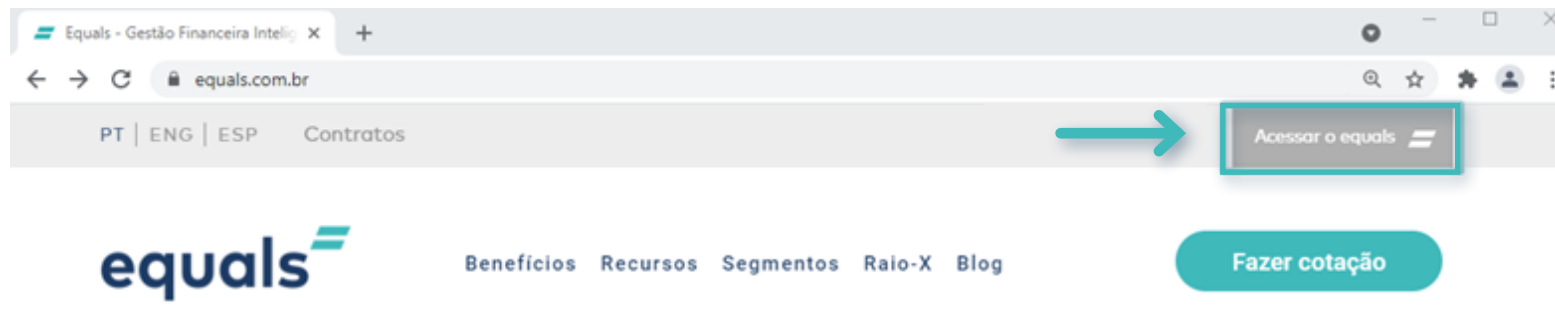 Equals - Gestão Financeira Intelig
equals.com.br
PT | ENG | ESP Contratos Acessar o equals
equals Benefícios Recursos Segmentos Raio-X Blog Fazer cotação